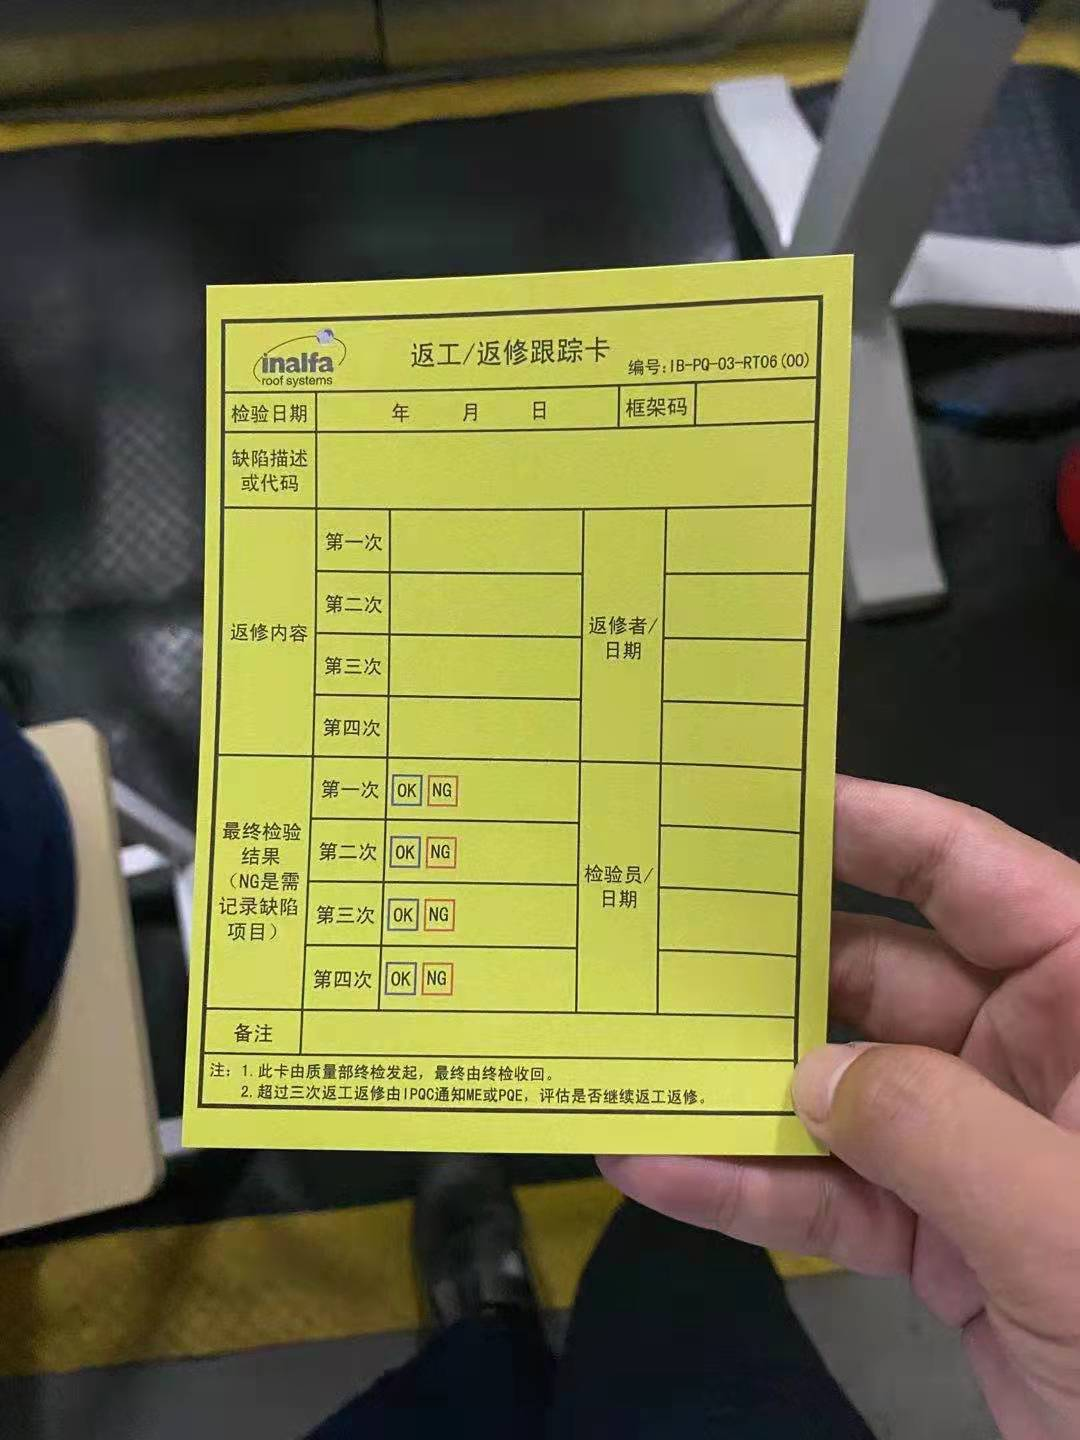 inalfa
roof systems
返工/返修跟踪卡
编号:IB-PQ-03-RT06(00)
检验日期
年 月 日
框架码
缺陷描述
或代码
返修内容
第一次
第二次
第三次
第四次
返修者/
日期
最终检验
结果
（NG是需
记录缺陷
项目）
第一次 OK NG
第二次 OK NG
第三次 OK NG
第四次 OK NG
检验员/
日期
备注
注: 1. 此卡由质量部终检发起，最终由终检收回。
2. 超过三次返工返修由IPQC通知ME或PQE，评估是否继续返工返修。